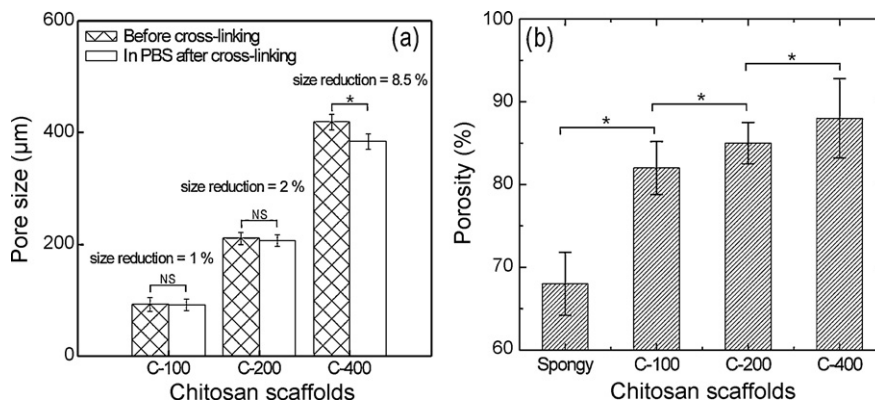 (a)
Before cross-linking
In PBS after cross-linking
size reduction = 8.5 %
*
size reduction = 2 %
NS
size reduction = 1 %
NS
600
400
200
0
Pore size (μm)
C-100 C-200 C-400
Chitosan scaffolds
(b)
*
*
*
100
90
80
70
60
Porosity (%)
Spongy C-100 C-200 C-400
Chitosan scaffolds